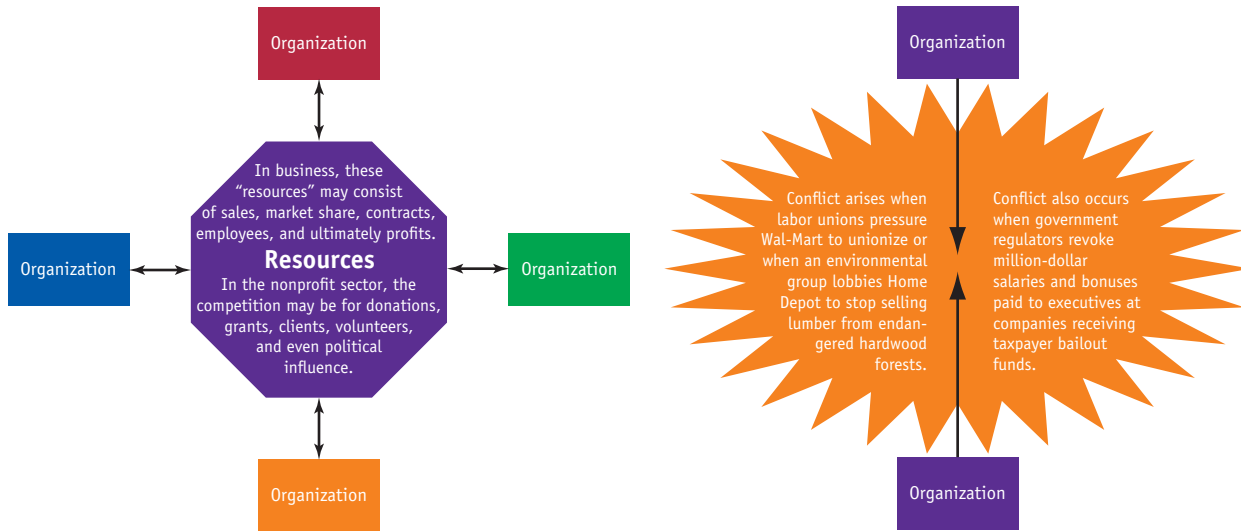 Organization
In business, these
“resources” may consist
of sales, market share, contracts,
employees, and ultimately profits.
Resources
In the nonprofit sector, the
competition may be for donations,
grants, clients, volunteers,
and even political
influence.
Organization
Organization
Organization
Organization
Conflict arises when
labor unions pressure
Wal-Mart to unionize or
when an environmental
group lobbies Home
Depot to stop selling
lumber from endan-
gered hardwood
forests.
Conflict also occurs
when government
regulators revoke
million-dollar
salaries and bonuses
paid to executives at
companies receiving
taxpayer bailout
funds.
Organization